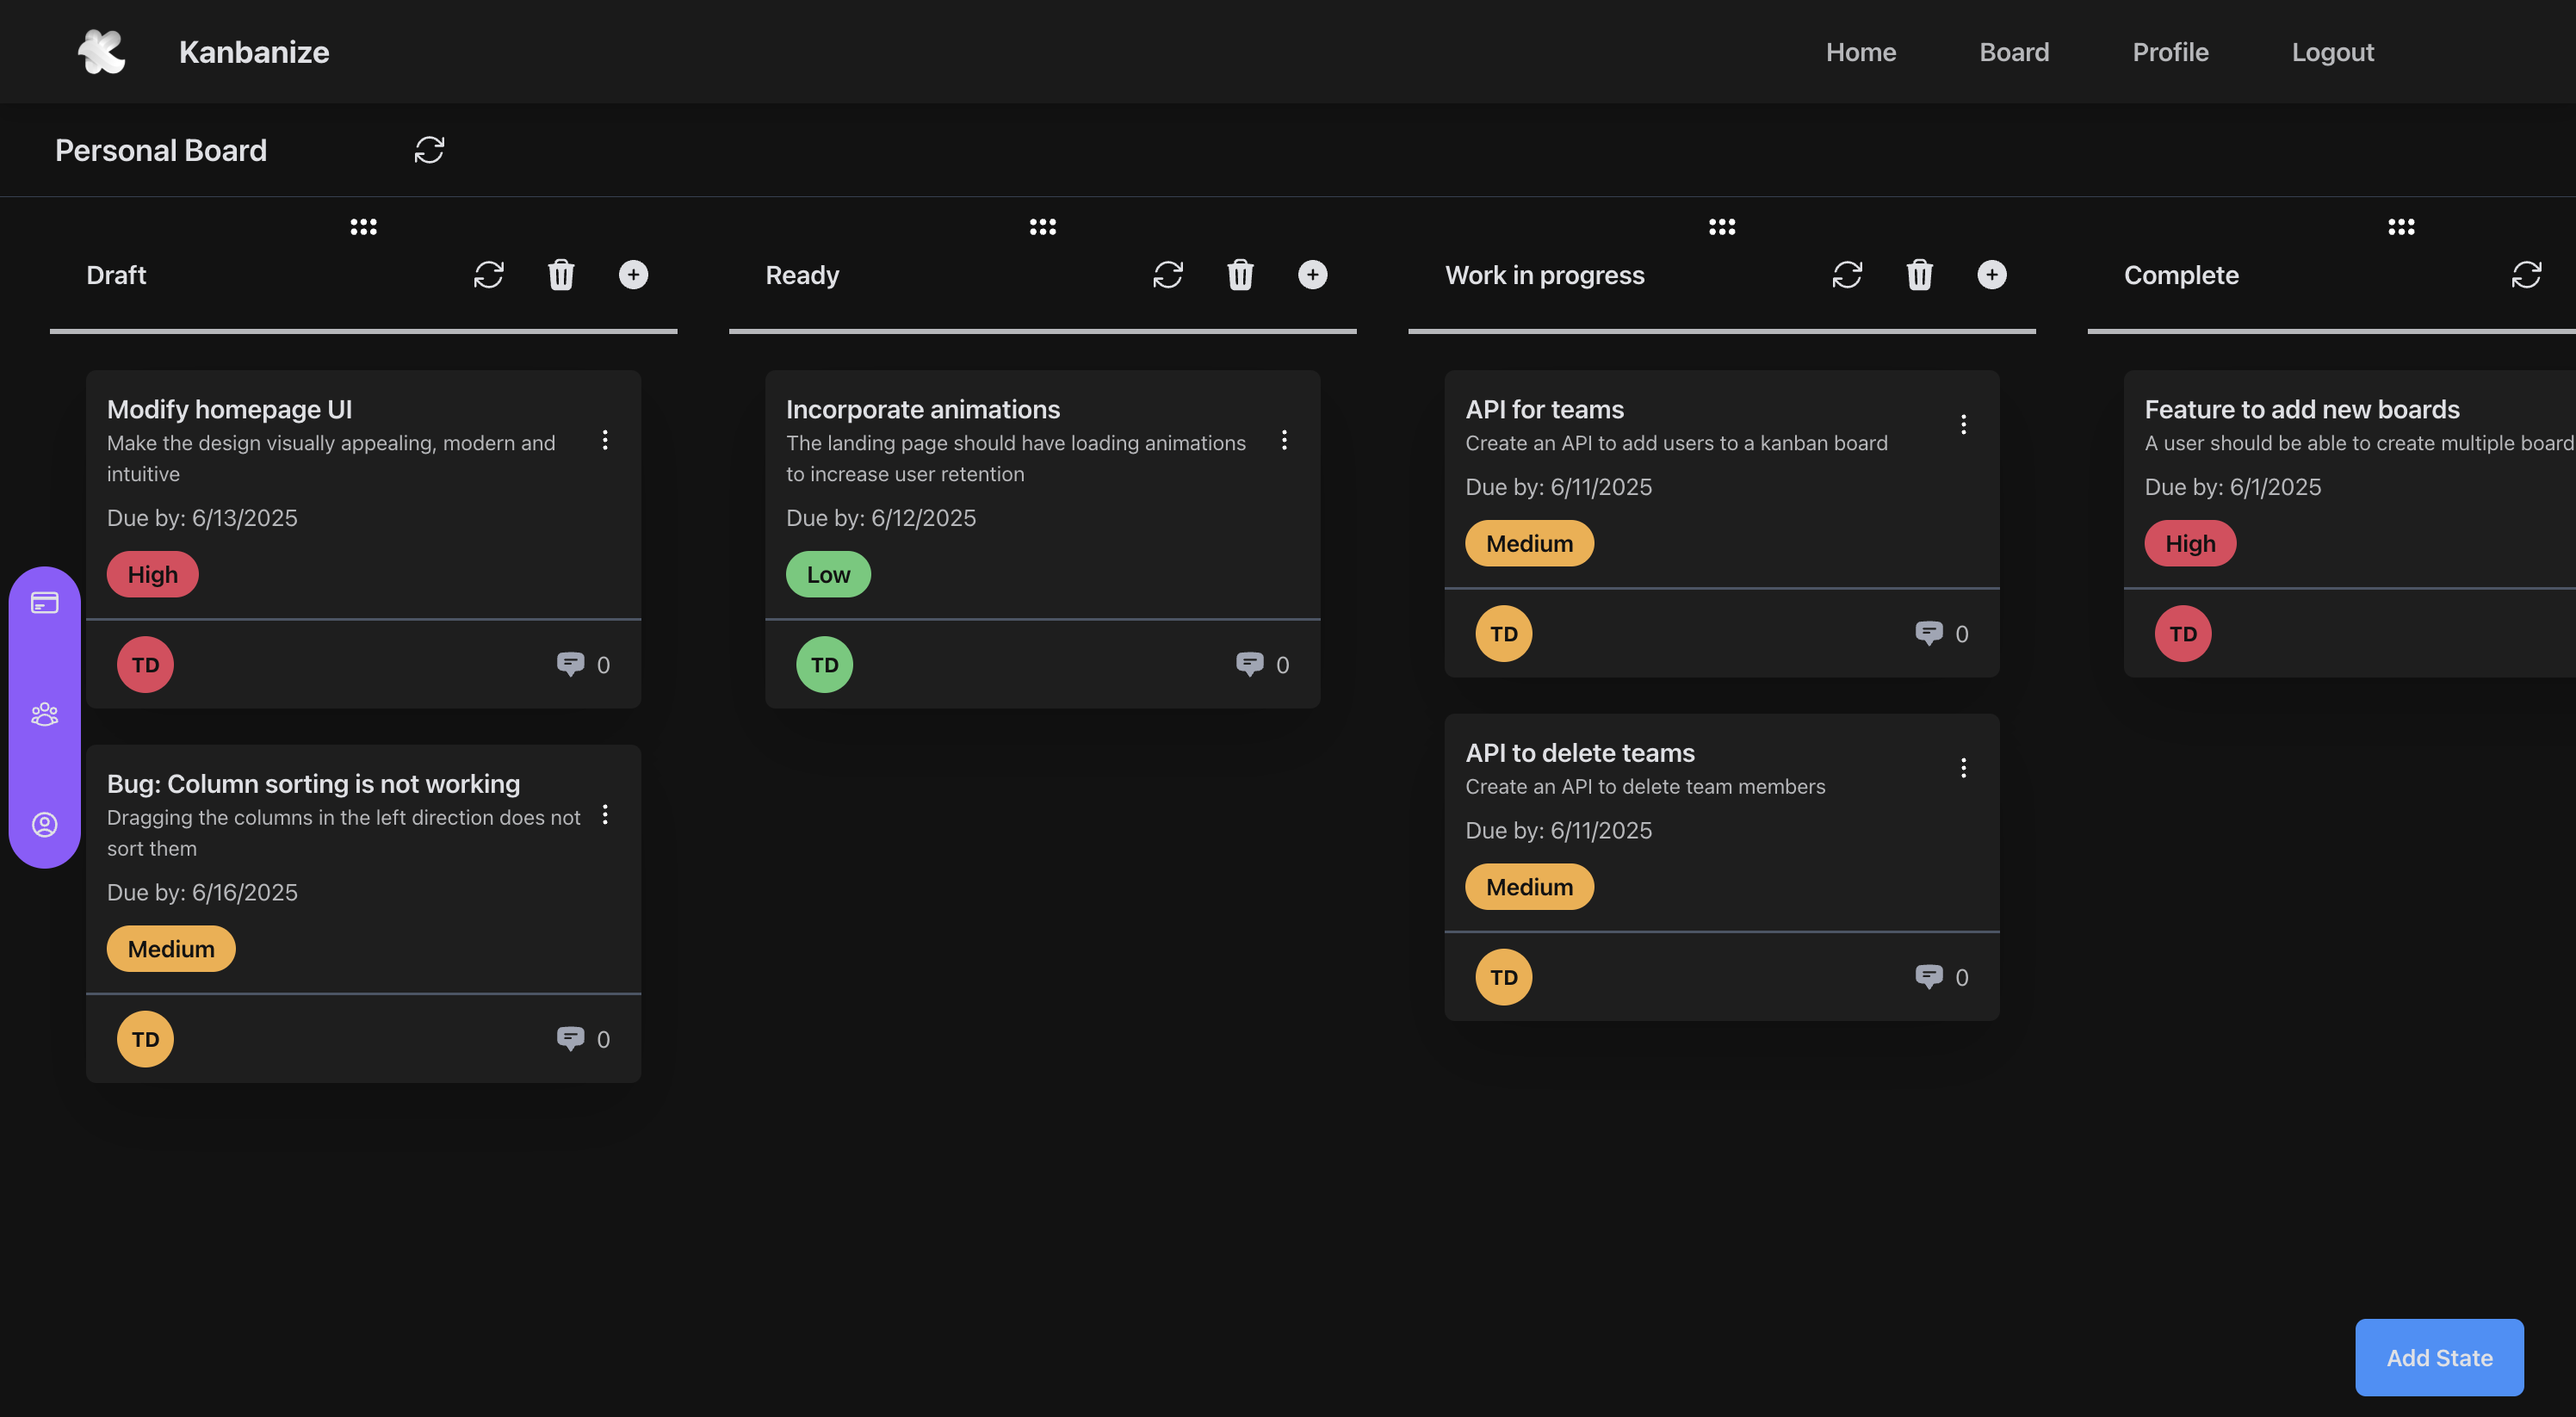 Kanbanize
Home
Board
Profile
Logout
Personal Board
Draft
Modify homepage UI
Make the design visually appealing, modern and
intuitive
Due by: 6/13/2025
High
TD
0
Bug: Column sorting is not working
Dragging the columns in the left direction does not
sort them
Due by: 6/16/2025
Medium
TD
0
Ready
Incorporate animations
The landing page should have loading animations
to increase user retention
Due by: 6/12/2025
Low
TD
0
Work in progress
API for teams
Create an API to add users to a kanban board
Due by: 6/11/2025
Medium
TD
0
API to delete teams
Create an API to delete team members
Due by: 6/11/2025
Medium
TD
0
Complete
Feature to add new boards
A user should be able to create multiple board
Due by: 6/1/2025
High
TD
Add State